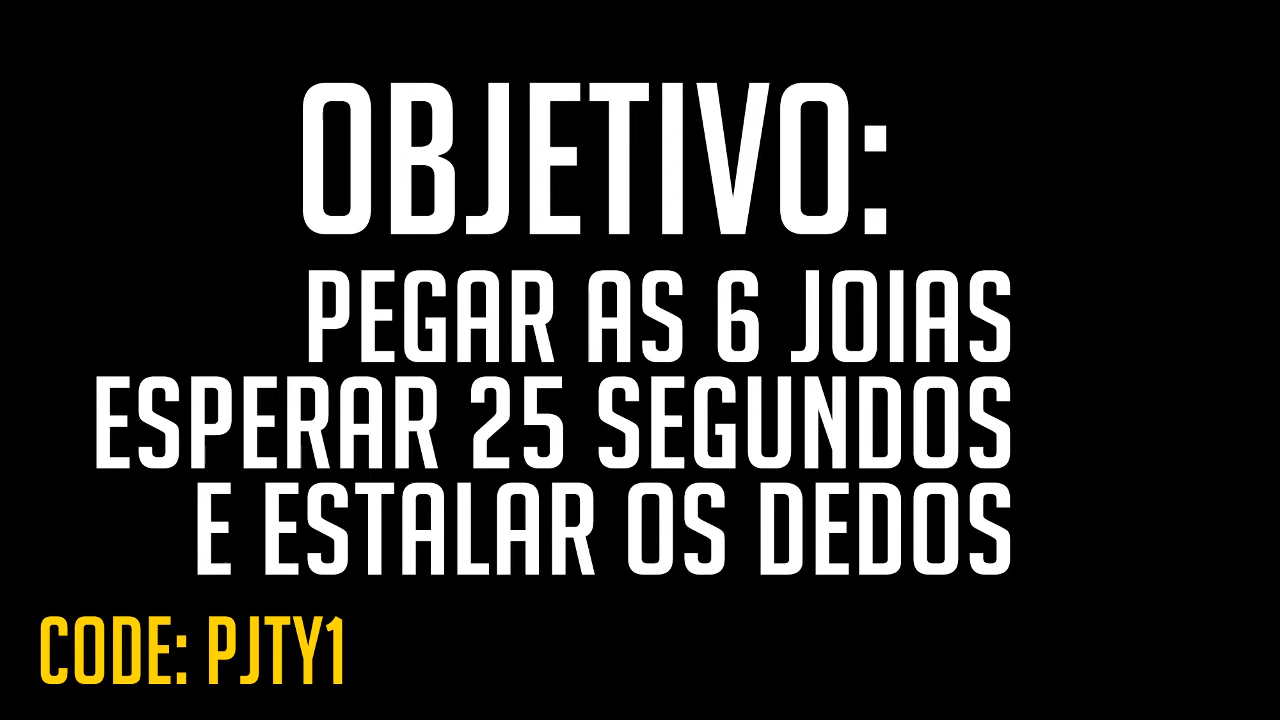 OBJETIVO:
PEGAR AS 6 JOIAS
ESPERAR 25 SEGUNDOS
E ESTALAR OS DEDOS
CODE: PJTY1